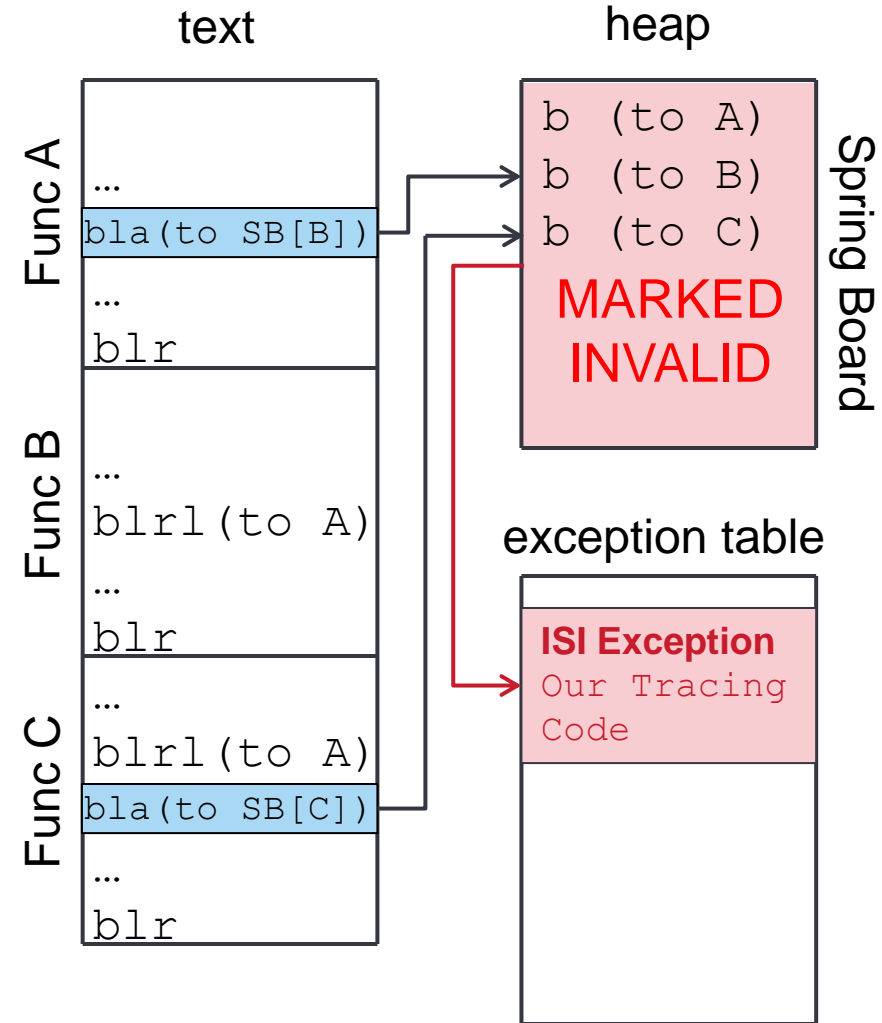 text
Func A
…
bla(to SB[B])
…
blr
Func B
…
blrl(to A)
…
blr
Func C
…
blrl(to A)
bla(to SB[C])
…
blr
heap
b (to A)
b (to B)
b (to C)
MARKED
INVALID
Spring Board
exception table
ISI Exception
Our Tracing
Code